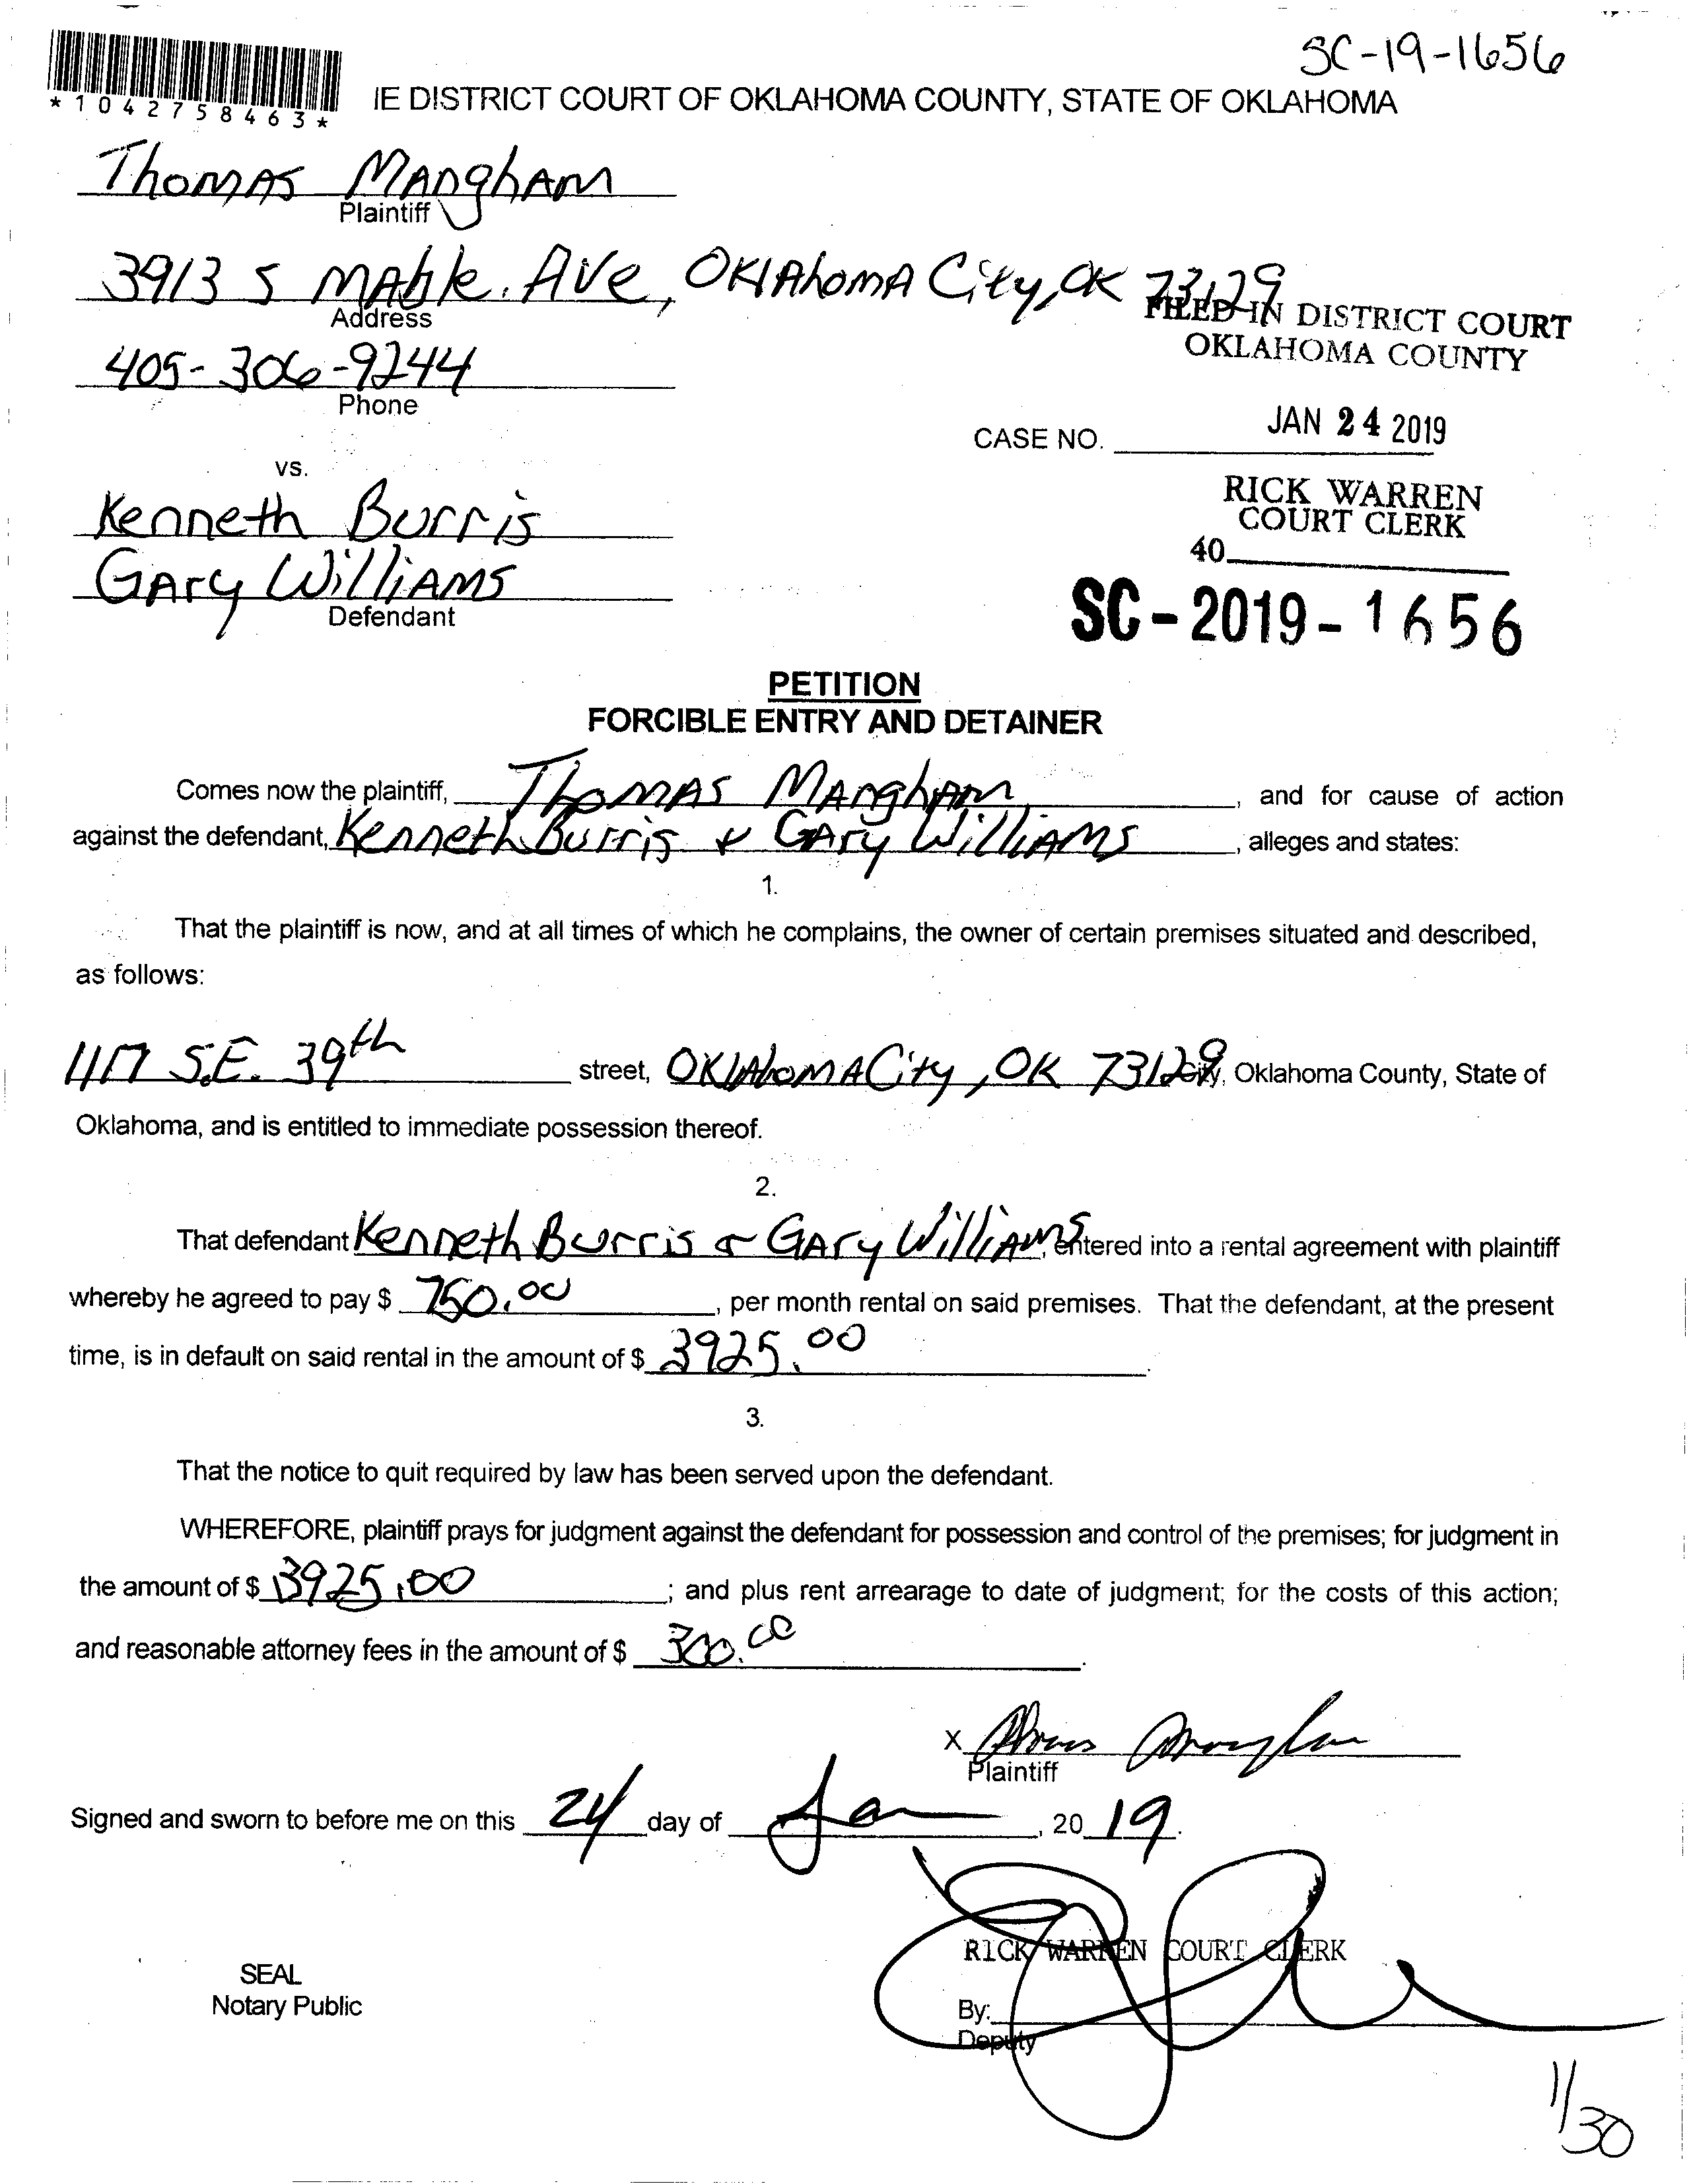 SC-19-1656
*1042758463*
IE DISTRICT COURT OF OKLAHOMA COUNTY, STATE OF OKLAHOMA
Thomas Mangham
Plaintiff
3913 S Mable. Ave, Oklahoma City, OK 73129
Address
FILED IN DISTRICT COURT
OKLAHOMA COUNTY
405-306-9244
Phone
JAN 24 2019
CASE NO.
vs.
RICK WARREN
COURT CLERK
Kenneth Burris
40
Gary Williams
Defendant
SC-2019-1656
PETITION
FORCIBLE ENTRY AND DETAINER
Comes now the plaintiff, Thomas Mangham, and for cause of action
against the defendant, Kenneth Burris & Gary Williams, alleges and states:
1.
That the plaintiff is now, and at all times of which he complains, the owner of certain premises situated and described,
as follows:
1117 S.E. 39th street, Oklahoma City, OK 73129 City, Oklahoma County, State of
Oklahoma, and is entitled to immediate possession thereof.
2.
That defendant Kenneth Burris & Gary Williams, entered into a rental agreement with plaintiff
whereby he agreed to pay $ 750.00, per month rental on said premises. That the defendant, at the present
time, is in default on said rental in the amount of $ 3925.00.
3.
That the notice to quit required by law has been served upon the defendant.
WHEREFORE, plaintiff prays for judgment against the defendant for possession and control of the premises; for judgment in
the amount of $ 3925.00; and plus rent arrearage to date of judgment; for the costs of this action;
and reasonable attorney fees in the amount of $ 300.00.
X Thomas Mangham
Plaintiff
Signed and sworn to before me on this 24 day of Jan, 2019.
RICK WARREN COURT CLERK
SEAL
Notary Public
By:
Deputy
1/30